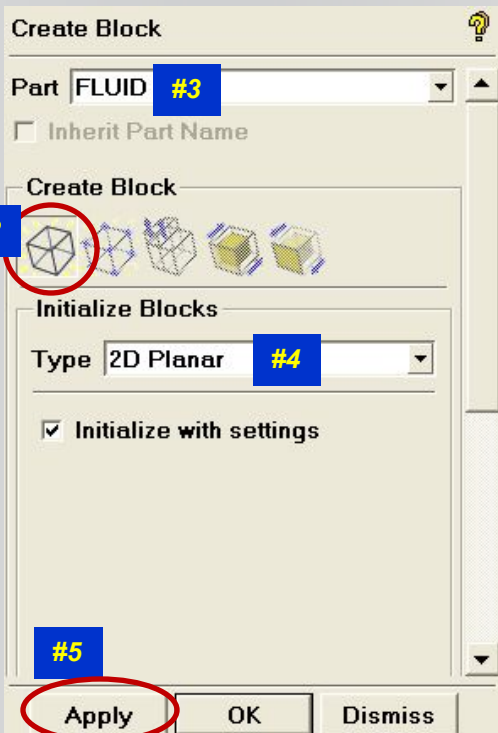 Create Block
Part FLUID #3
Inherit Part Name
Create Block
Initialize Blocks
Type 2D Planar #4
Initialize with settings
#5
Apply OK Dismiss